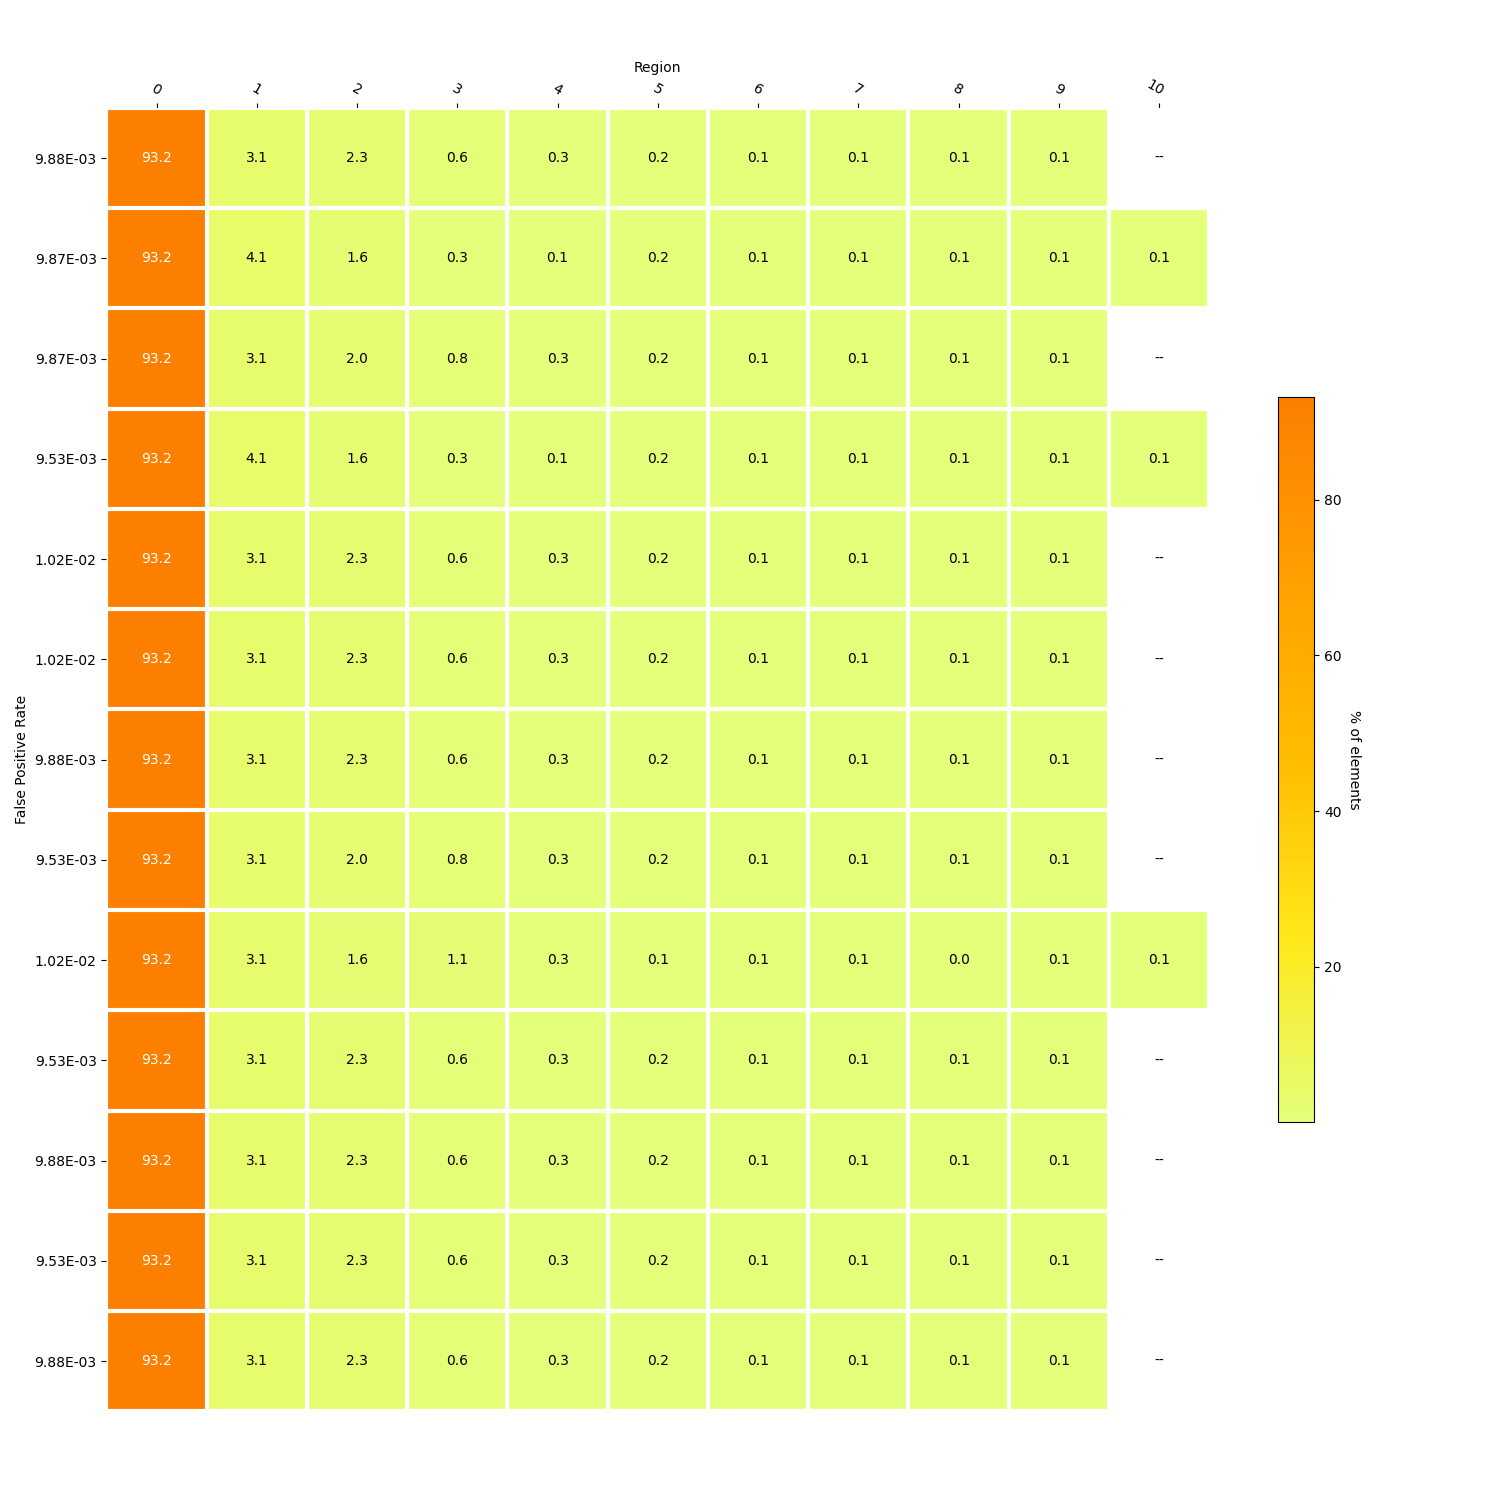 Region
0 1 2 3 4 5 6 7 8 9 10
9.88E-03 93.2 3.1 2.3 0.6 0.3 0.2 0.1 0.1 0.1 0.1 --
9.87E-03 93.2 4.1 1.6 0.3 0.1 0.2 0.1 0.1 0.1 0.1 0.1
9.87E-03 93.2 3.1 2.0 0.8 0.3 0.2 0.1 0.1 0.1 0.1 --
9.53E-03 93.2 4.1 1.6 0.3 0.1 0.2 0.1 0.1 0.1 0.1 0.1
1.02E-02 93.2 3.1 2.3 0.6 0.3 0.2 0.1 0.1 0.1 0.1 --
1.02E-02 93.2 3.1 2.3 0.6 0.3 0.2 0.1 0.1 0.1 0.1 --
9.88E-03 93.2 3.1 2.3 0.6 0.3 0.2 0.1 0.1 0.1 0.1 --
9.53E-03 93.2 3.1 2.0 0.8 0.3 0.2 0.1 0.1 0.1 0.1 --
1.02E-02 93.2 3.1 1.6 1.1 0.3 0.1 0.1 0.1 0.0 0.1 0.1
9.53E-03 93.2 3.1 2.3 0.6 0.3 0.2 0.1 0.1 0.1 0.1 --
9.88E-03 93.2 3.1 2.3 0.6 0.3 0.2 0.1 0.1 0.1 0.1 --
9.53E-03 93.2 3.1 2.3 0.6 0.3 0.2 0.1 0.1 0.1 0.1 --
9.88E-03 93.2 3.1 2.3 0.6 0.3 0.2 0.1 0.1 0.1 0.1 --
False Positive Rate
80
60
40
20
% of elements